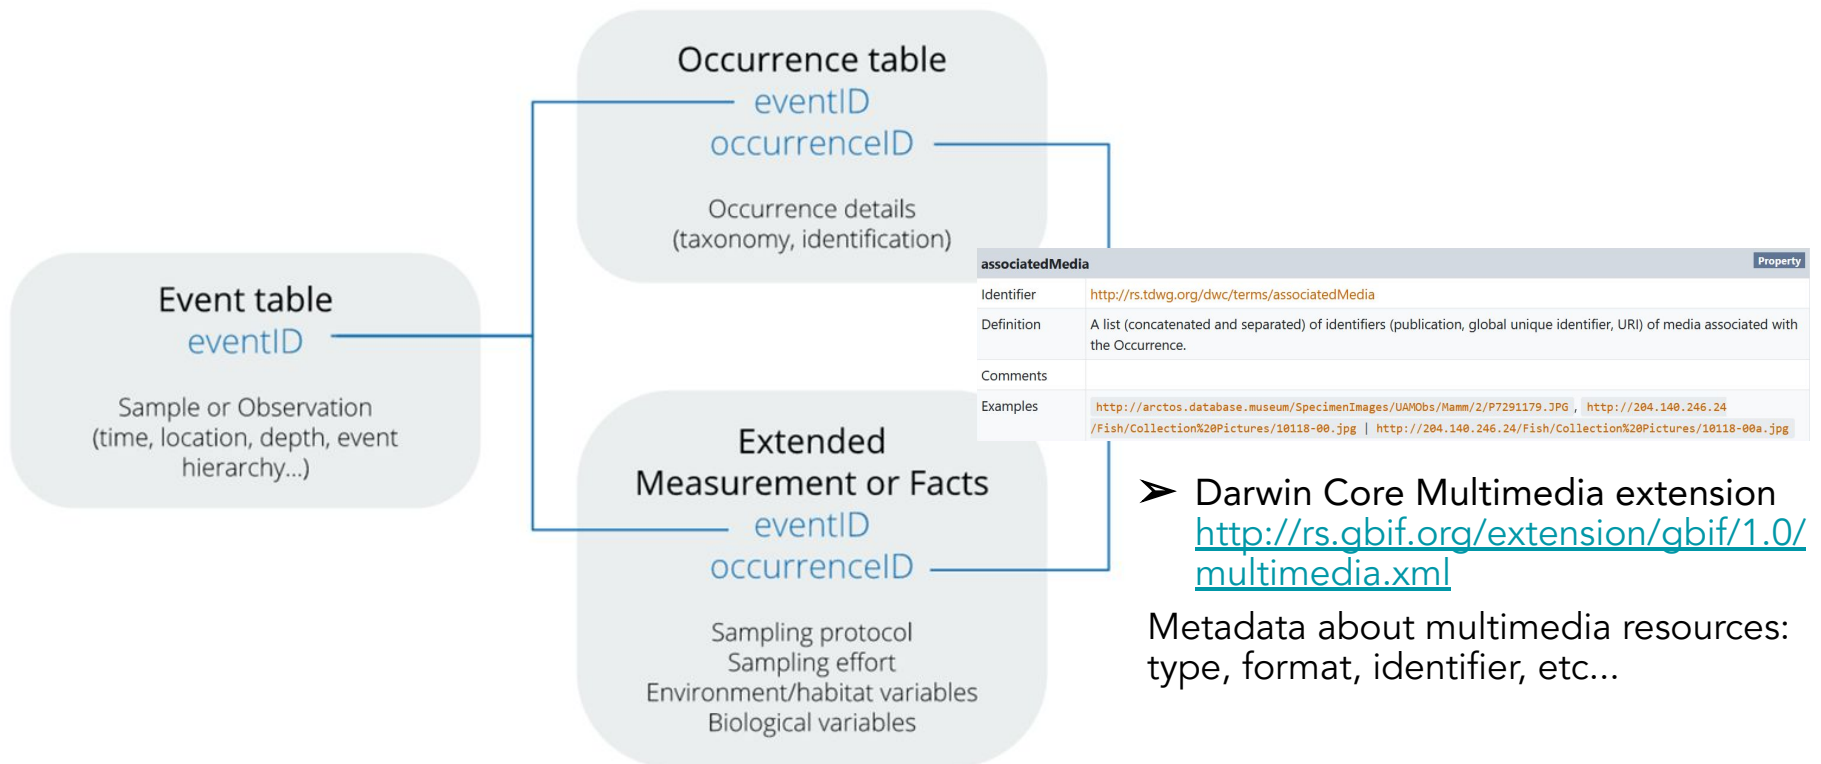 Occurrence table
eventID
occurrenceID
Occurrence details
(taxonomy, identification)
Event table
eventID
Sample or Observation
(time, location, depth, event
hierarchy...)
Extended
Measurement or Facts
eventID
occurrenceID
Sampling protocol
Sampling effort
Environment/habitat variables
Biological variables
associatedMedia Property
Identifier http://rs.tdwg.org/dwc/terms/associatedMedia
Definition A list (concatenated and separated) of identifiers (publication, global unique identifier, URI) of media associated with
the Occurrence.
Comments
Examples http://arctos.database.museum/SpecimenImages/UAMObs/Mamm/2/P7291179.JPG , http://204.140.246.24
/Fish/Collection%20Pictures/10118-00.jpg | http://204.140.246.24/Fish/Collection%20Pictures/10118-00a.jpg
➢ Darwin Core Multimedia extension
http://rs.gbif.org/extension/gbif/1.0/
multimedia.xml
Metadata about multimedia resources:
type, format, identifier, etc...